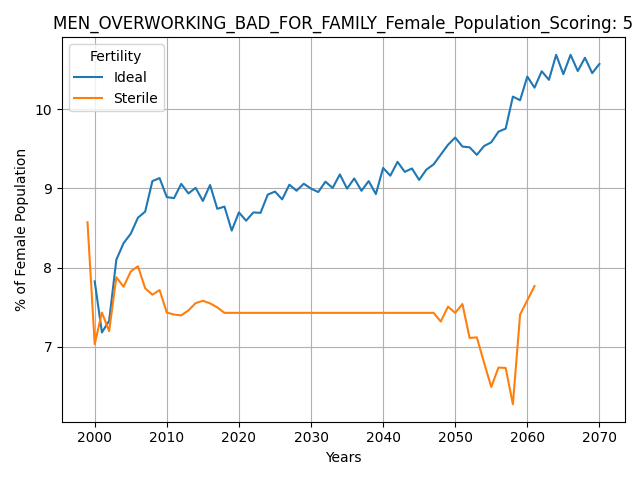 MEN_OVERWORKING_BAD_FOR_FAMILY_Female_Population_Scoring: 5
Fertility
Ideal
Sterile
% of Female Population
10
9
8
7
2000 2010 2020 2030 2040 2050 2060 2070
Years